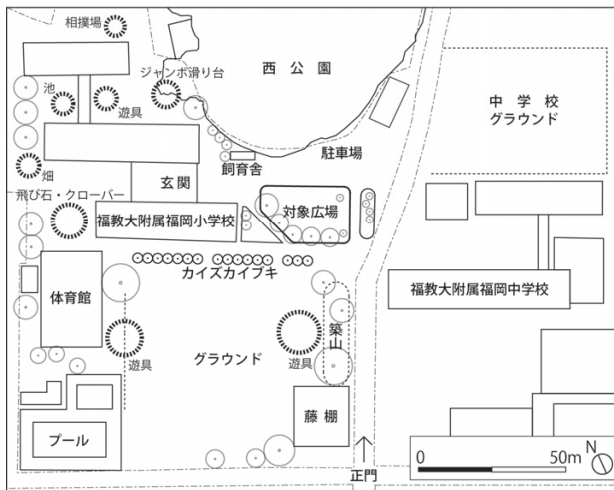 相撲場
ジャンボ滑り台
西公園
池
遊具
中学校
グラウンド
駐車場
飼育舎
畑
玄関
飛び石・クローバー
対象広場
福教大附属福岡小学校
カイズカイブキ
福教大附属福岡中学校
体育館
築山
グラウンド
遊具
遊具
藤棚
プール
正門
0 50m
N